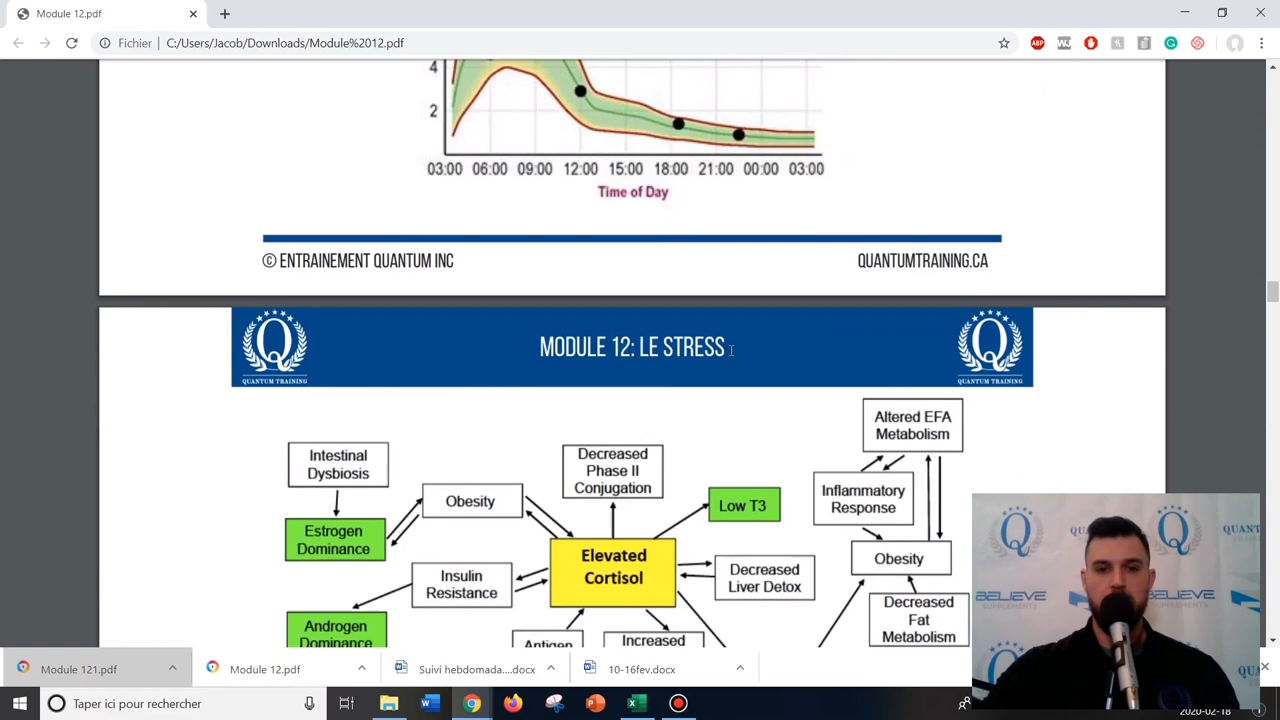 Module 12.pdf
Fichier
C:/Users/Jacob/Downloads/Module%2012.pdf
4
2
03:00 06:00 09:00 12:00 15:00 18:00 21:00 00:00 03:00
Time of Day
© ENTRAINEMENT QUANTUM INC
QUANTUMTRAINING.CA
Q
QUANTUM TRAINING
MODULE 12: LE STRESS
Q
QUANTUM TRAINING
Altered EFA
Metabolism
Intestinal
Dysbiosis
Decreased
Phase II
Conjugation
Obesity
Low T3
Inflammatory
Response
Estrogen
Dominance
Elevated
Cortisol
Obesity
Insulin
Resistance
Decreased
Liver Detox
Decreased
Fat
Metabolism
Androgen
Dominance
Antigen
Increased
BELIEVE
SUPPLEMENTS
Module 121.pdf
Module 12.pdf
Suivi hebdomada....docx
10-16fev.docx
Taper ici pour rechercher
2020-02-18